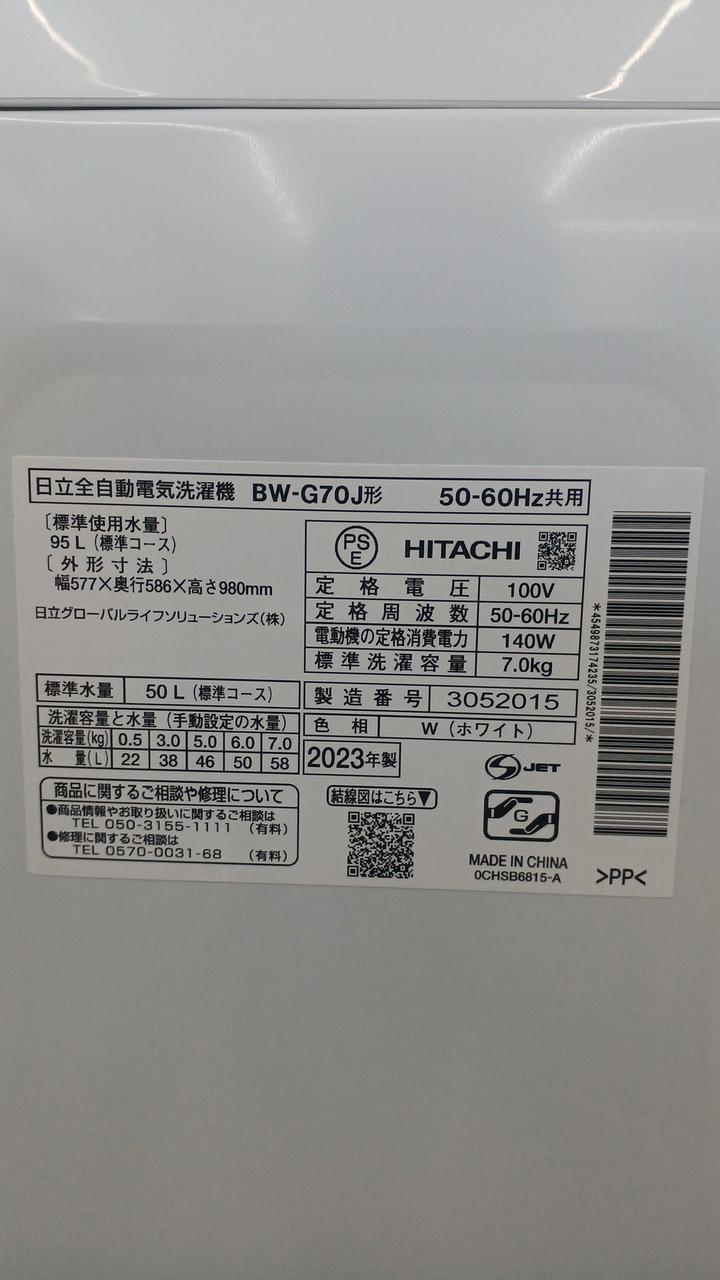 日立全自動電気洗濯機 BW-G70J形 50-60Hz共用
〔標準使用水量〕
95 L（標準コース）
〔外形寸法〕
幅577×奥行586×高さ980mm
日立グローバルライフソリューションズ（株）
PS
E
HITACHI
定格電圧 100V
定格周波数 50-60Hz
電動機の定格消費電力 140W
標準洗濯容量 7.0kg
標準水量 50 L（標準コース）
製造番号 3052015
洗濯容量と水量（手動設定の水量）
洗濯容量(kg) 0.5 3.0 5.0 6.0 7.0
水量(L) 22 38 46 50 58
色相 W（ホワイト）
2023年製
商品に関するご相談や修理について
●商品情報やお取り扱いに関するご相談は
TEL 050-3155-1111 （有料）
●修理に関するご相談は
TEL 0570-0031-68 （有料）
結線図はこちら▼
S JET
G
MADE IN CHINA
0CHSB6815-A
>PP<
*4549873174235/3052015/*